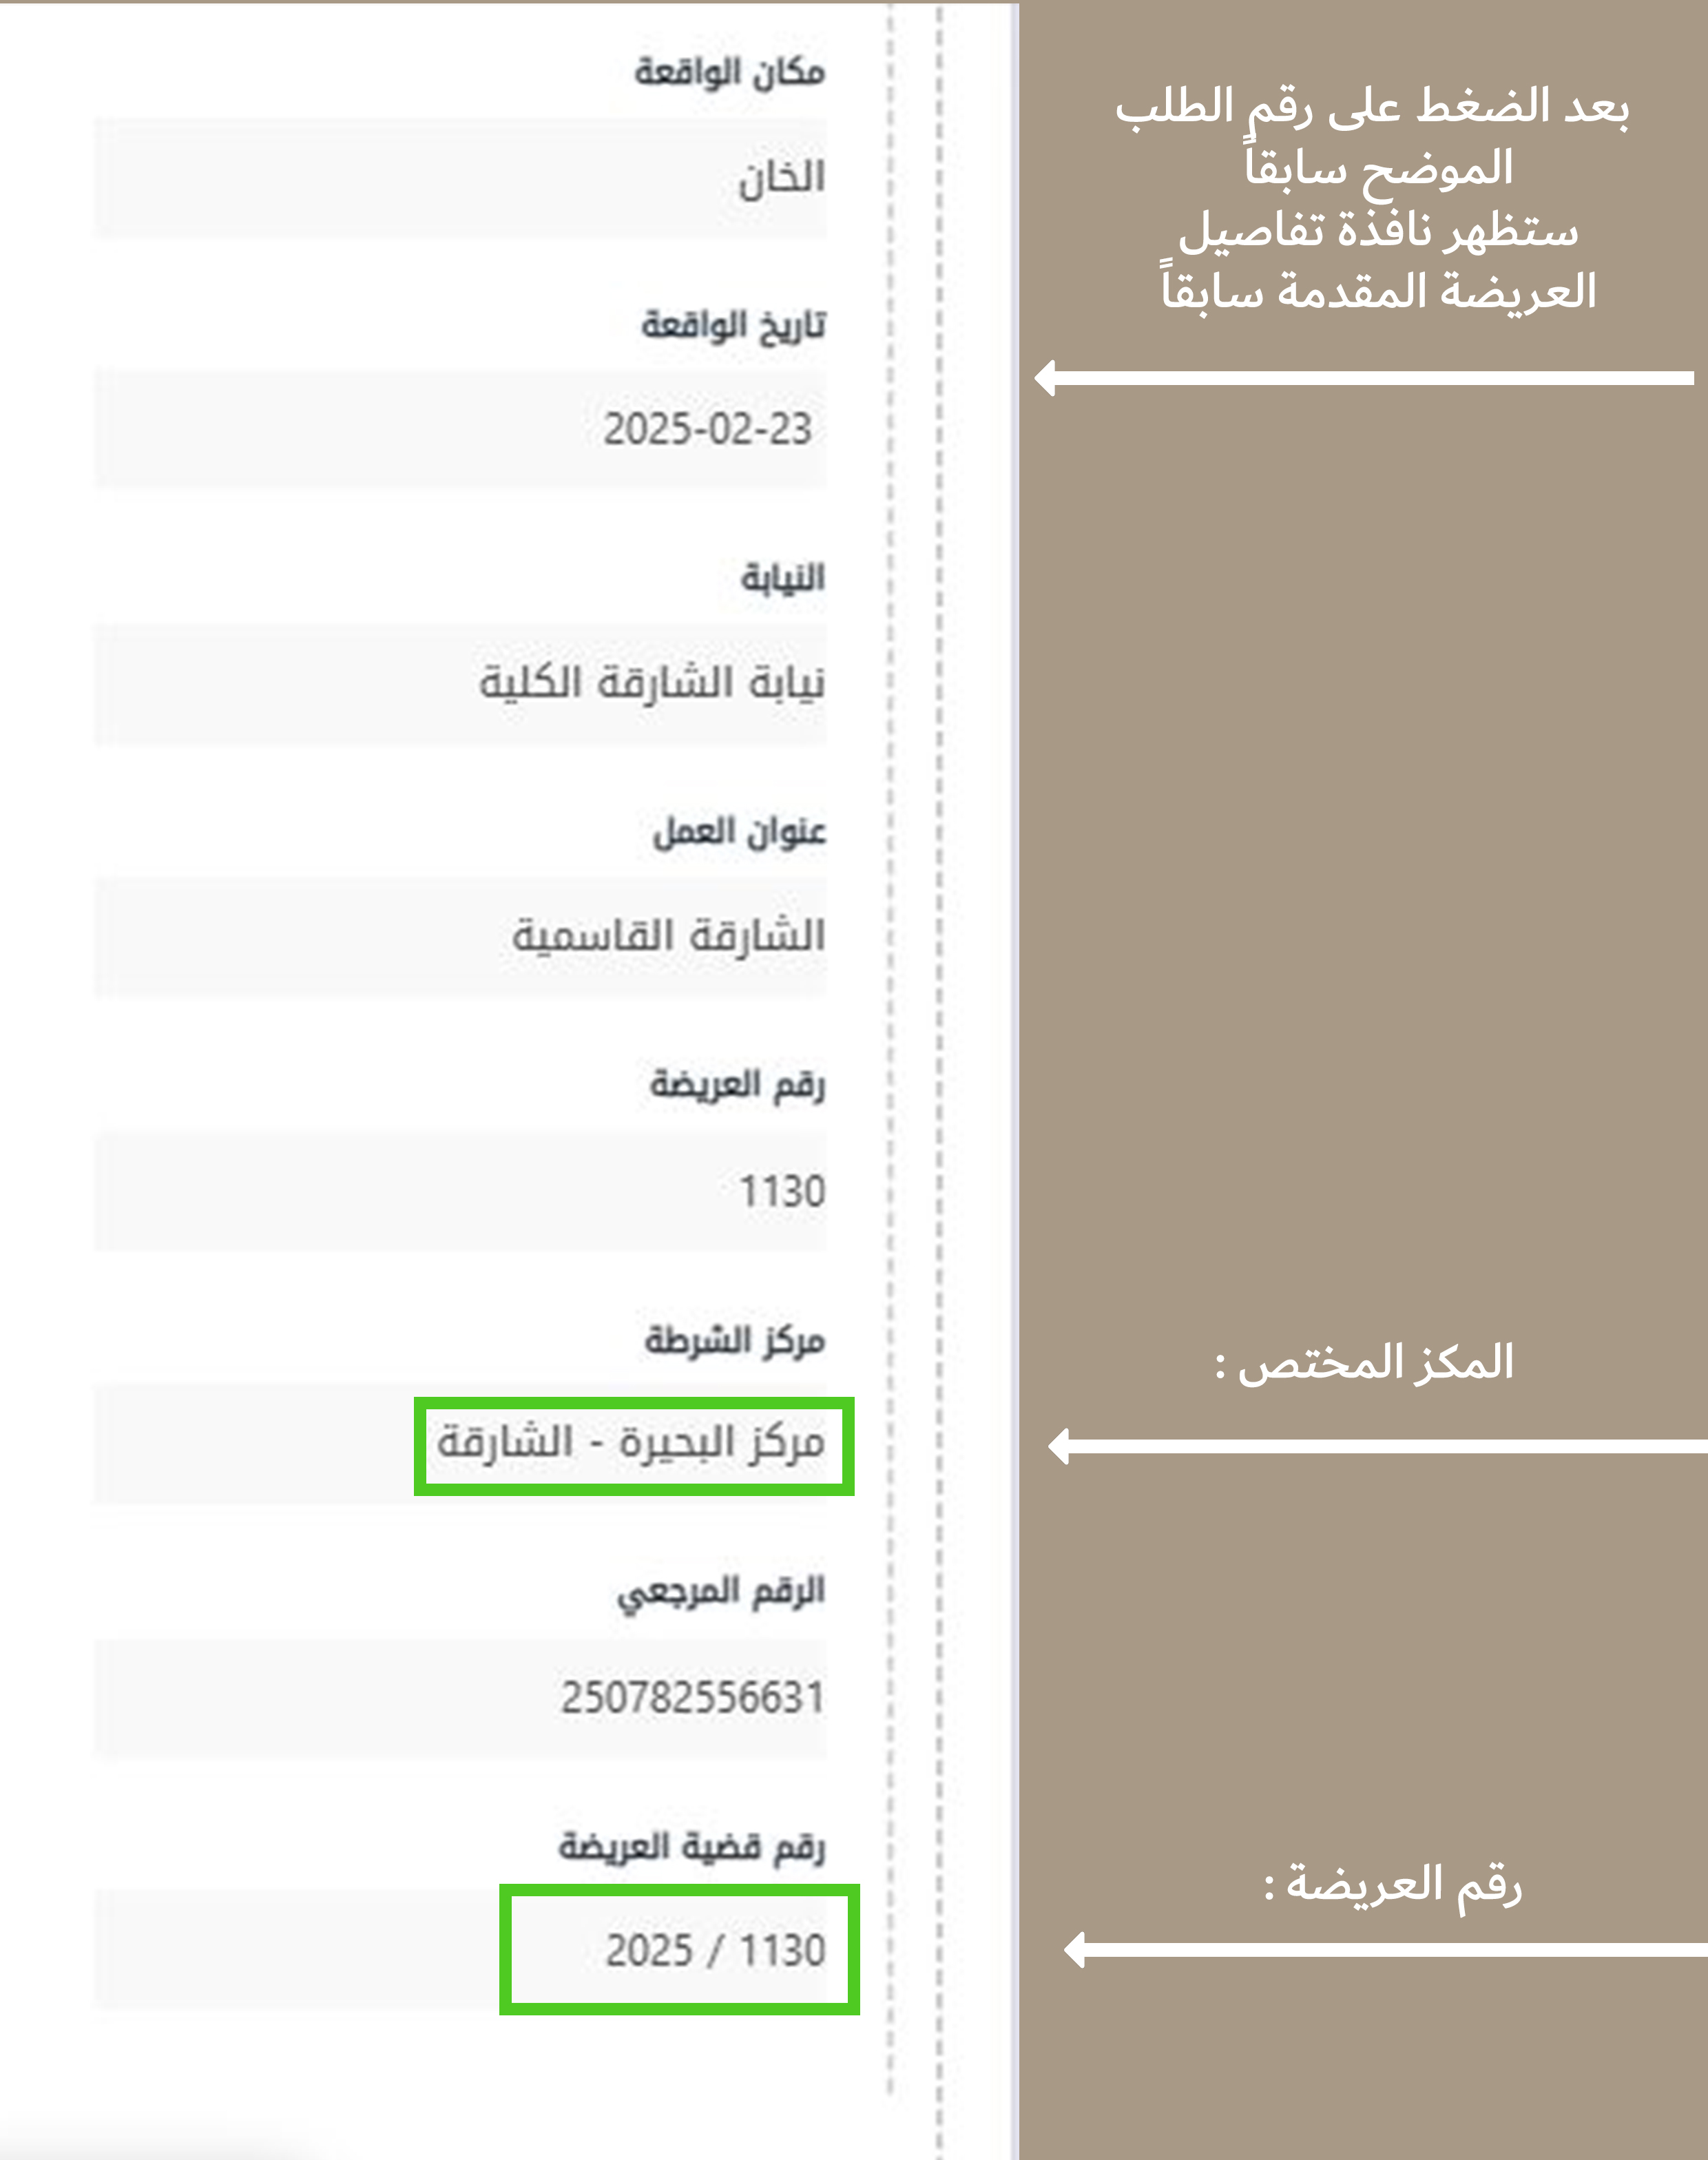 بعد الضغط على رقم الطلب
الموضح سابقاً
ستظهر نافذة تفاصيل
العريضة المقدمة سابقاً
مكان الواقعة
الخان
تاريخ الواقعة
2025-02-23
النيابة
نيابة الشارقة الكلية
عنوان العمل
الشارقة القاسمية
رقم العريضة
1130
المكز المختص :
مركز الشرطة
مركز البحيرة - الشارقة
الرقم المرجعي
250782556631
رقم العريضة :
رقم قضية العريضة
1130 / 2025